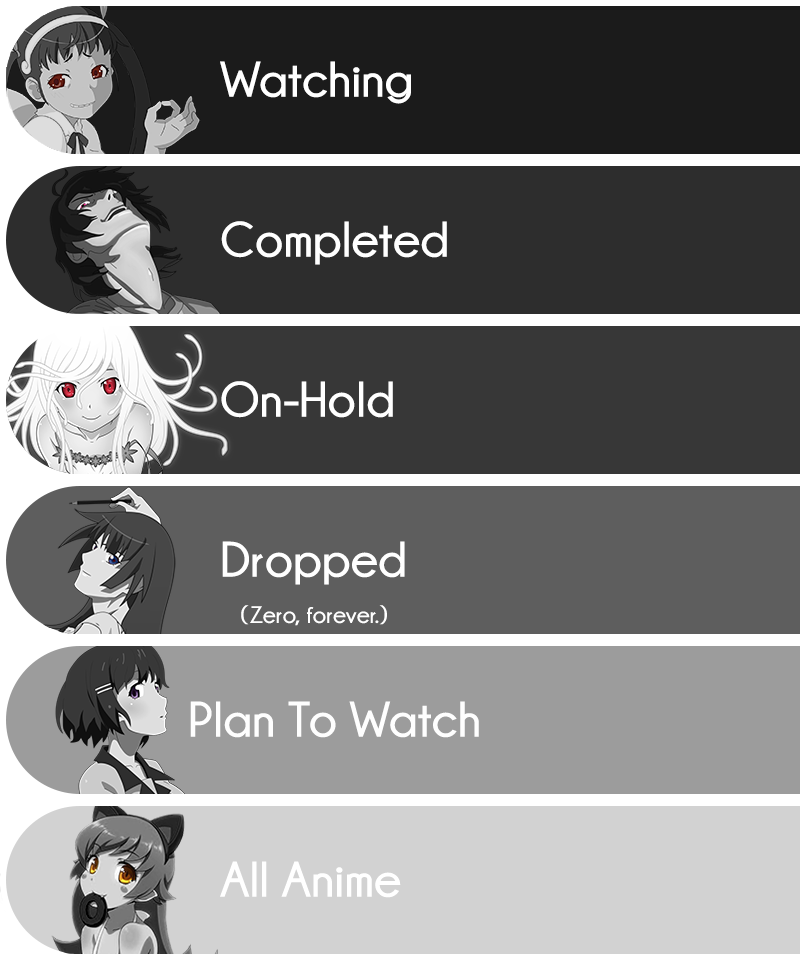 Watching
Completed
On-Hold
Dropped
(Zero, forever.)
Plan To Watch
All Anime